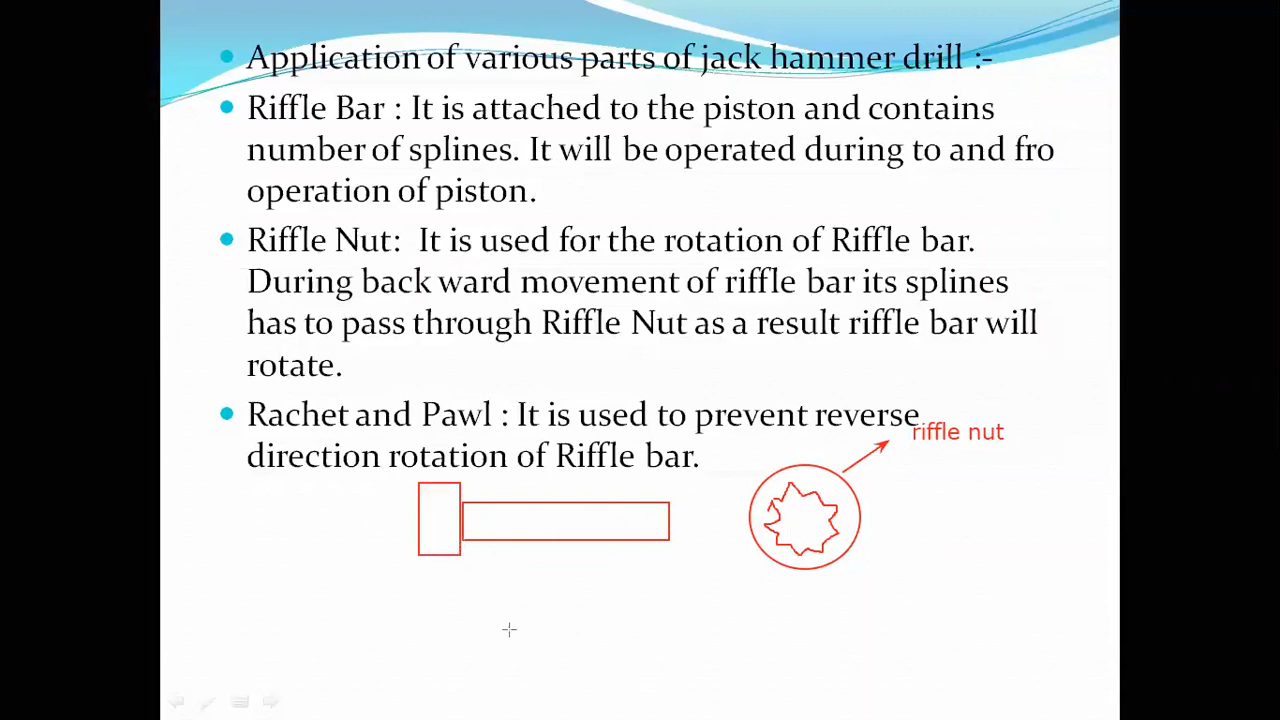 Application of various parts of jack hammer drill :-
Riffle Bar : It is attached to the piston and contains
number of splines. It will be operated during to and fro
operation of piston.
Riffle Nut:  It is used for the rotation of Riffle bar.
During back ward movement of riffle bar its splines
has to pass through Riffle Nut as a result riffle bar will
rotate.
Rachet and Pawl : It is used to prevent reverse
direction rotation of Riffle bar.
riffle nut